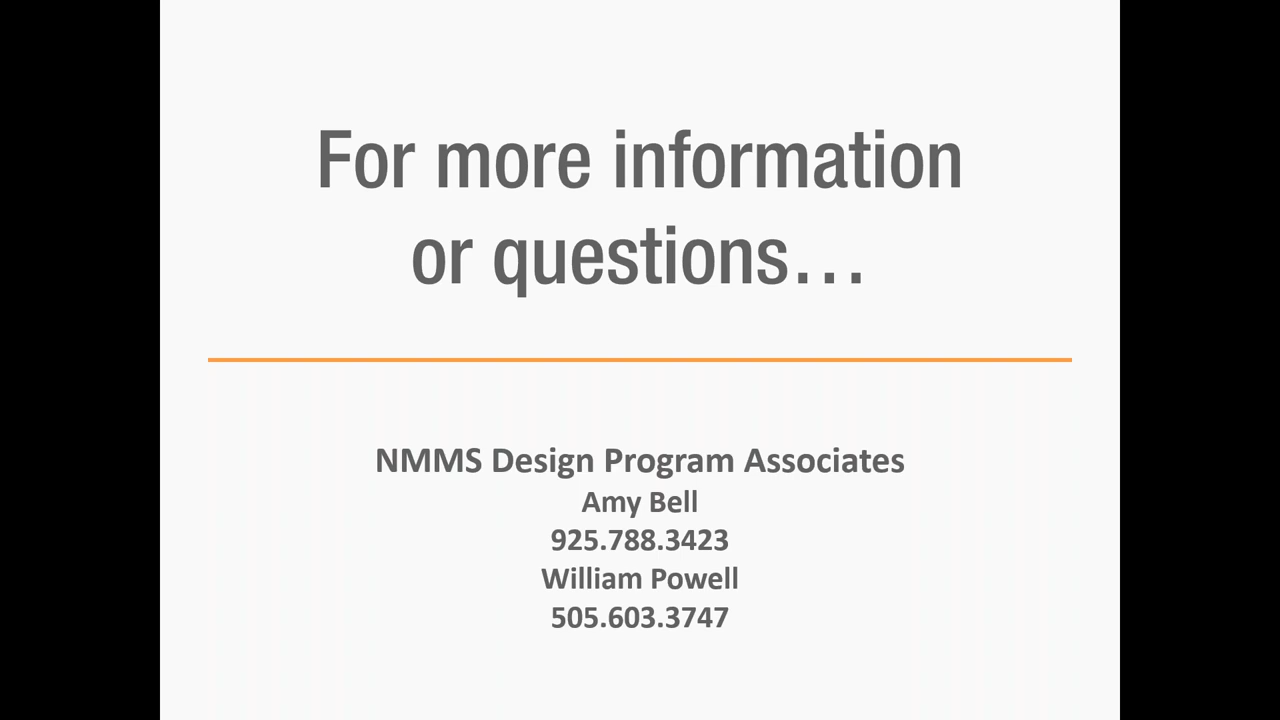 For more information
or questions…
NMMS Design Program Associates
Amy Bell
925.788.3423
William Powell
505.603.3747